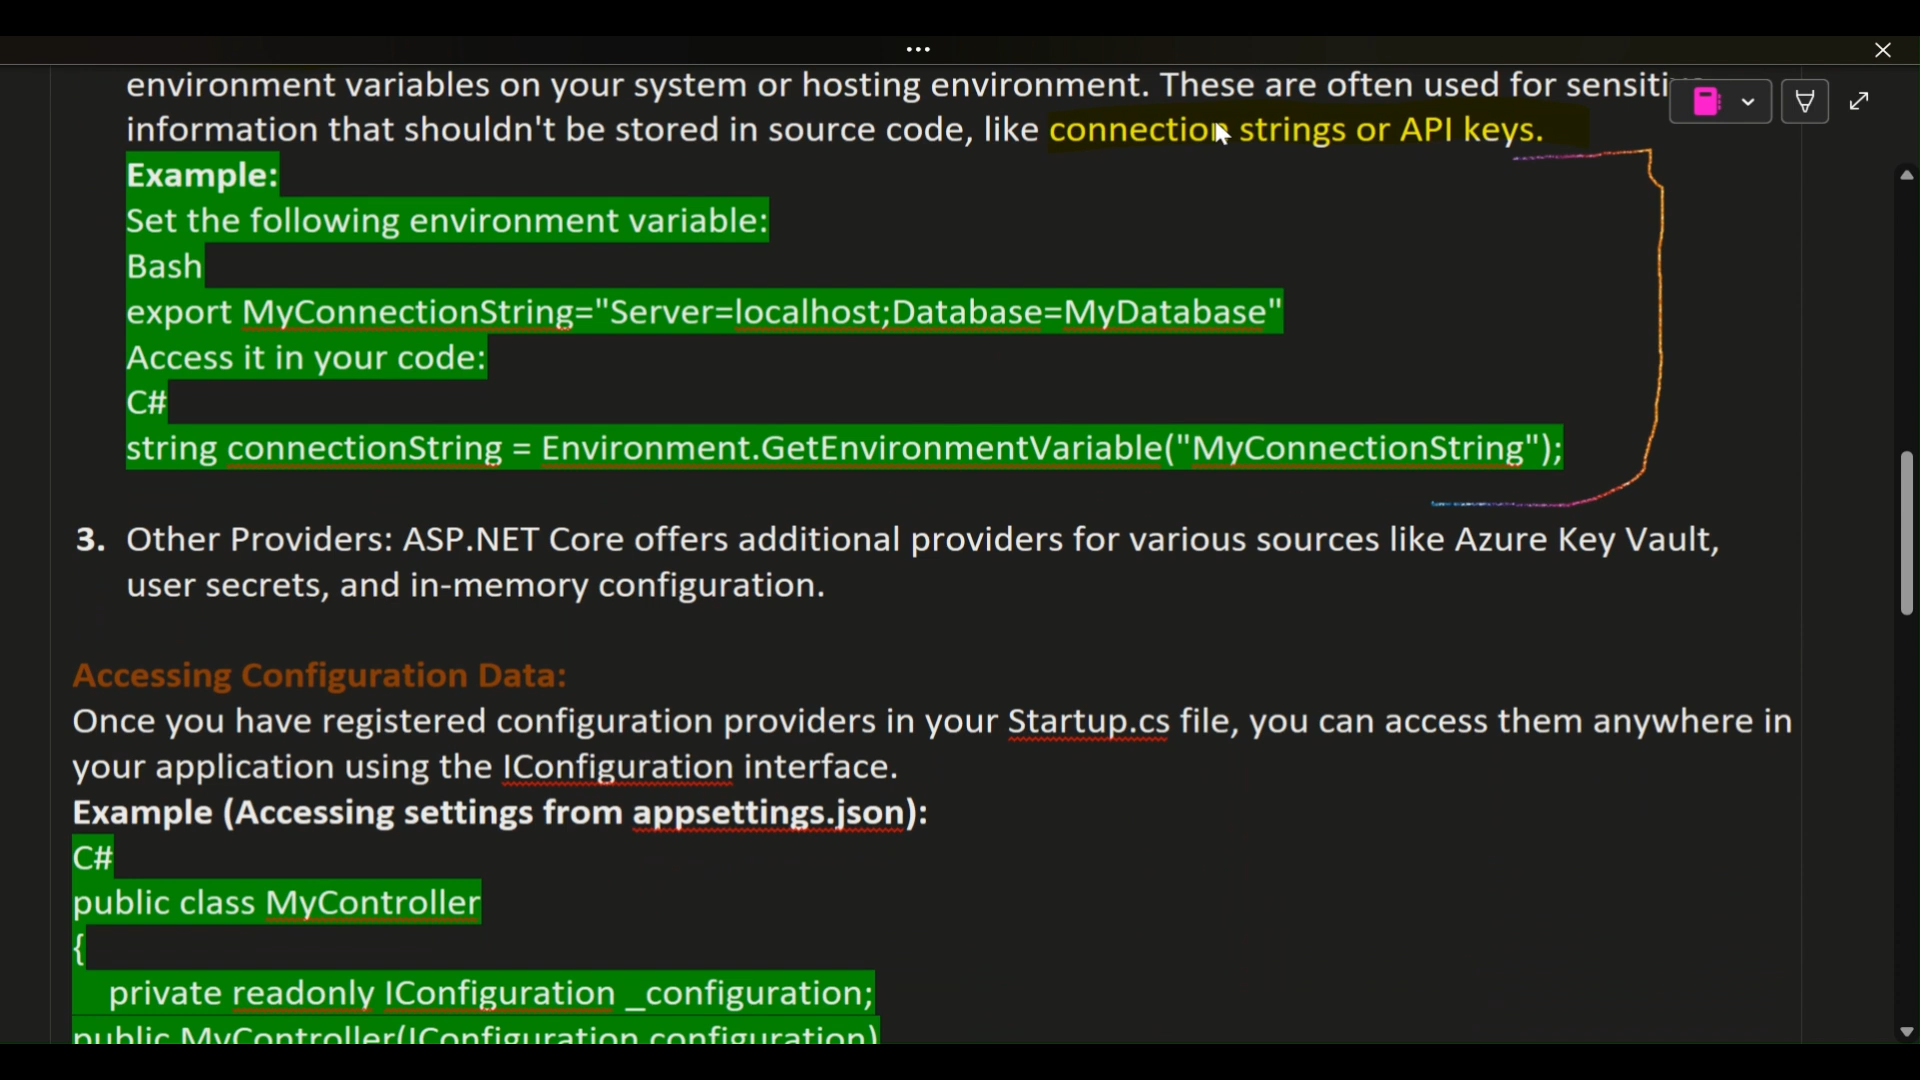 environment variables on your system or hosting environment. These are often used for
information that shouldn't be stored in source code, like connection strings or API keys.
Example:
Set the following environment variable:
Bash
export MyConnectionString="Server=localhost;Database=MyDatabase"
Access it in your code:
C#
string connectionString = Environment.GetEnvironmentVariable("MyConnectionString");
3. Other Providers: ASP.NET Core offers additional providers for various sources like Azure Key Vault,
user secrets, and in-memory configuration.
Accessing Configuration Data:
Once you have registered configuration providers in your Startup.cs file, you can access them anywhere in
your application using the IConfiguration interface.
Example (Accessing settings from appsettings.json):
C#
public class MyController
{
private readonly IConfiguration _configuration;
public MyController(IConfiguration configuration)